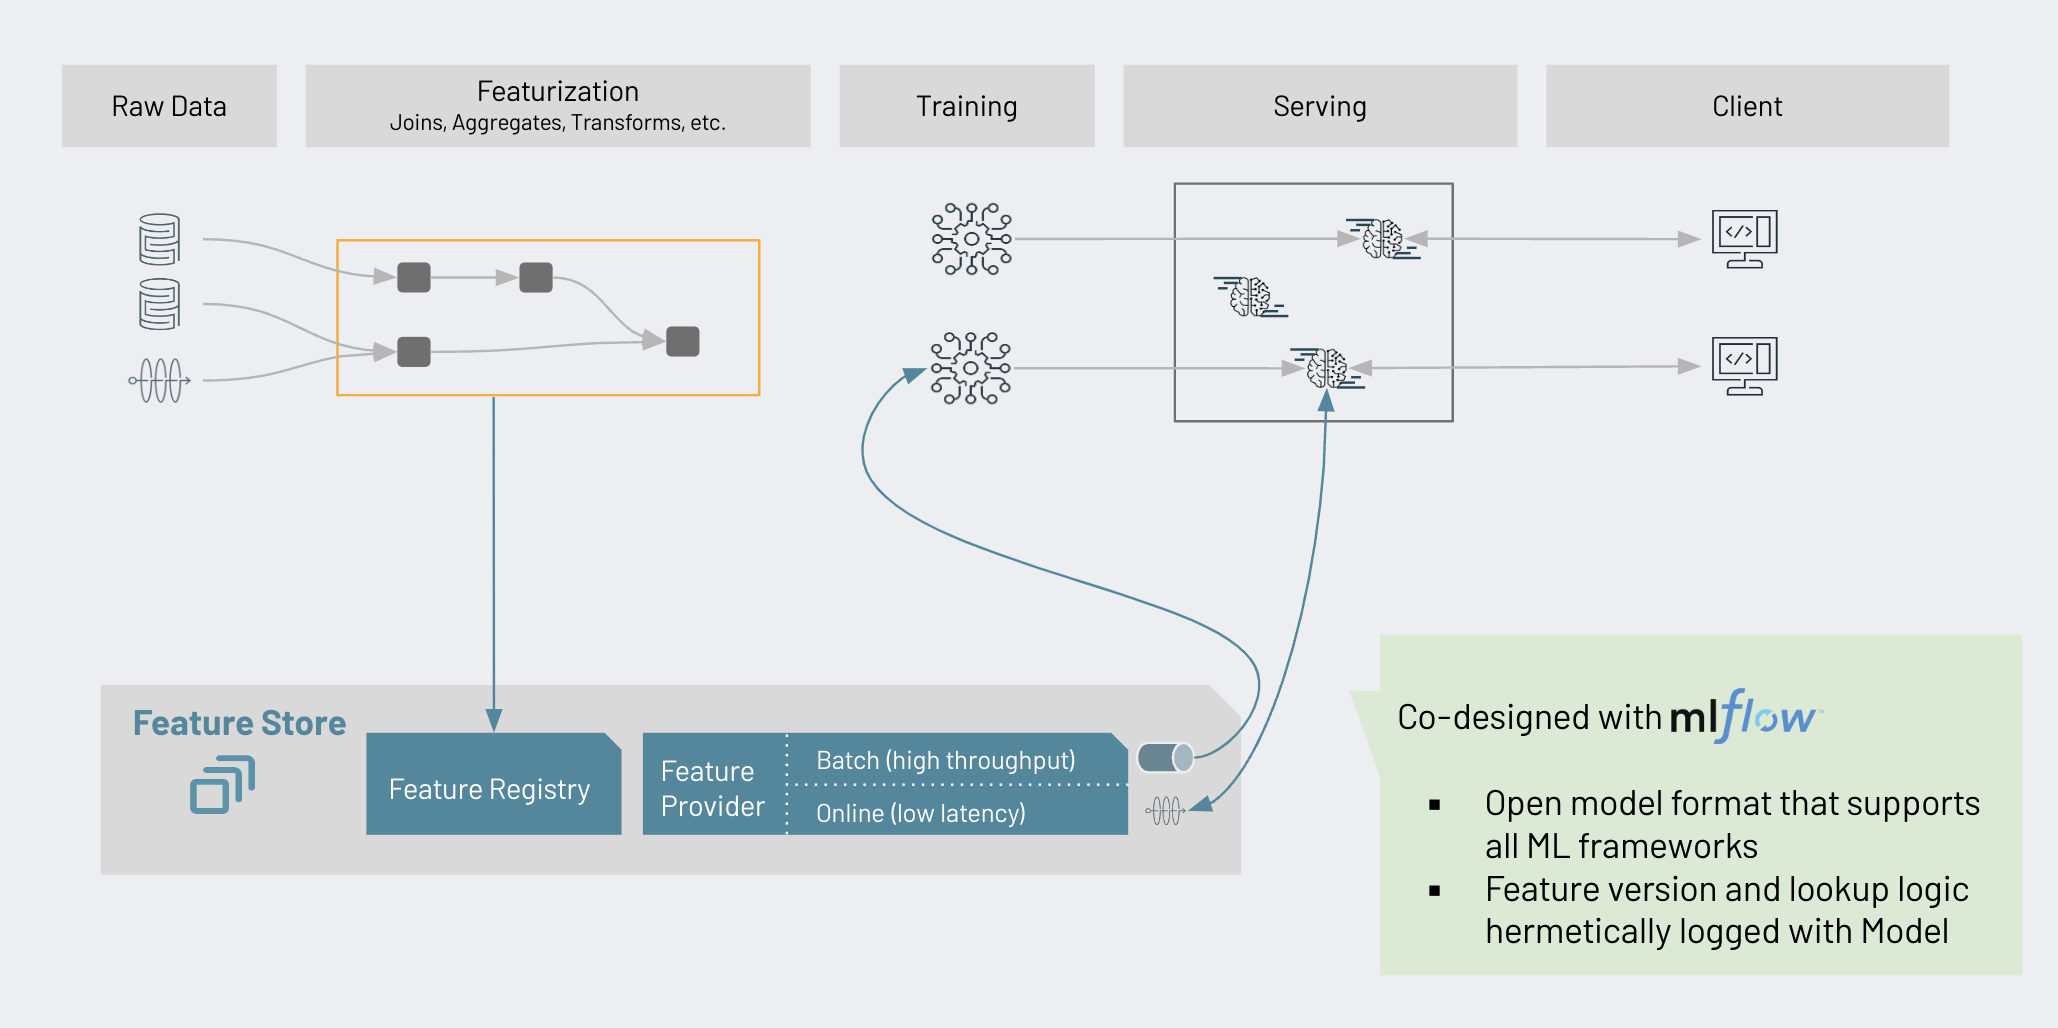 Raw Data
Featurization
Joins, Aggregates, Transforms, etc.
Training
Serving
Client
</>
</>
Feature Store
Feature Registry
Feature
Provider
Batch (high throughput)
Online (low latency)
Co-designed with mlflow™
▪ Open model format that supports
all ML frameworks
▪ Feature version and lookup logic
hermetically logged with Model